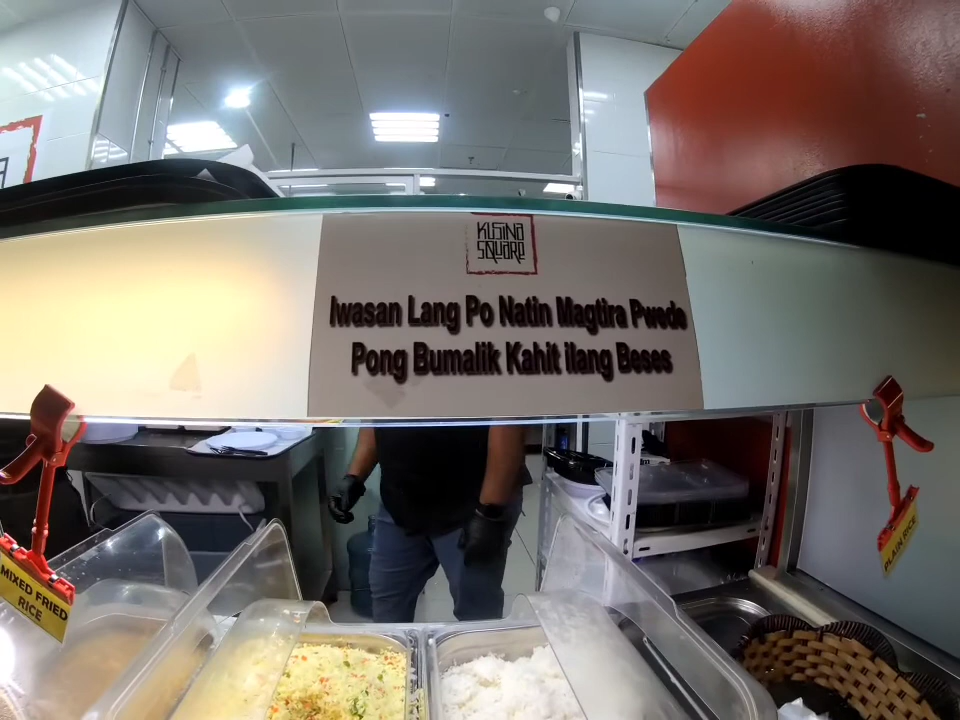 KUSINA
SQUARE
Iwasan Lang Po Natin Magtira Pwede
Pong Bumalik Kahit ilang Beses
MIXED FRIED
RICE
PLAIN RICE